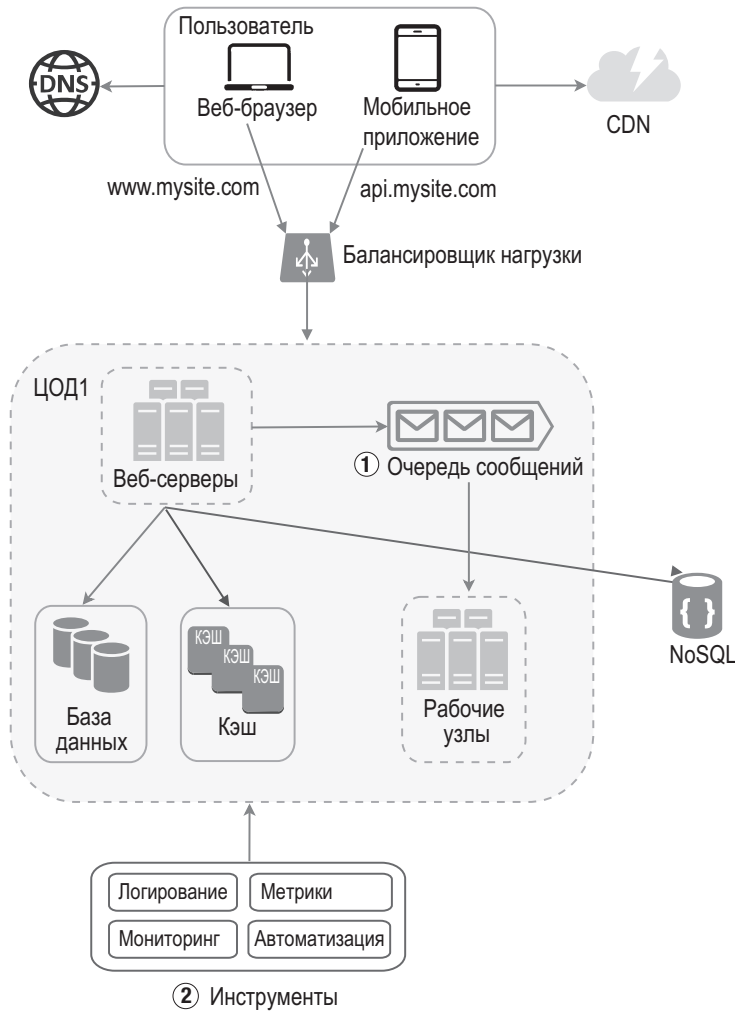 Пользователь
DNS
Веб-браузер
Мобильное
приложение
CDN
www.mysite.com
api.mysite.com
Балансировщик нагрузки
ЦОД1
Веб-серверы
1 Очередь сообщений
КЭШ
КЭШ
КЭШ
База
данных
Кэш
Рабочие
узлы
{ }
NoSQL
Логирование
Метрики
Мониторинг
Автоматизация
2 Инструменты